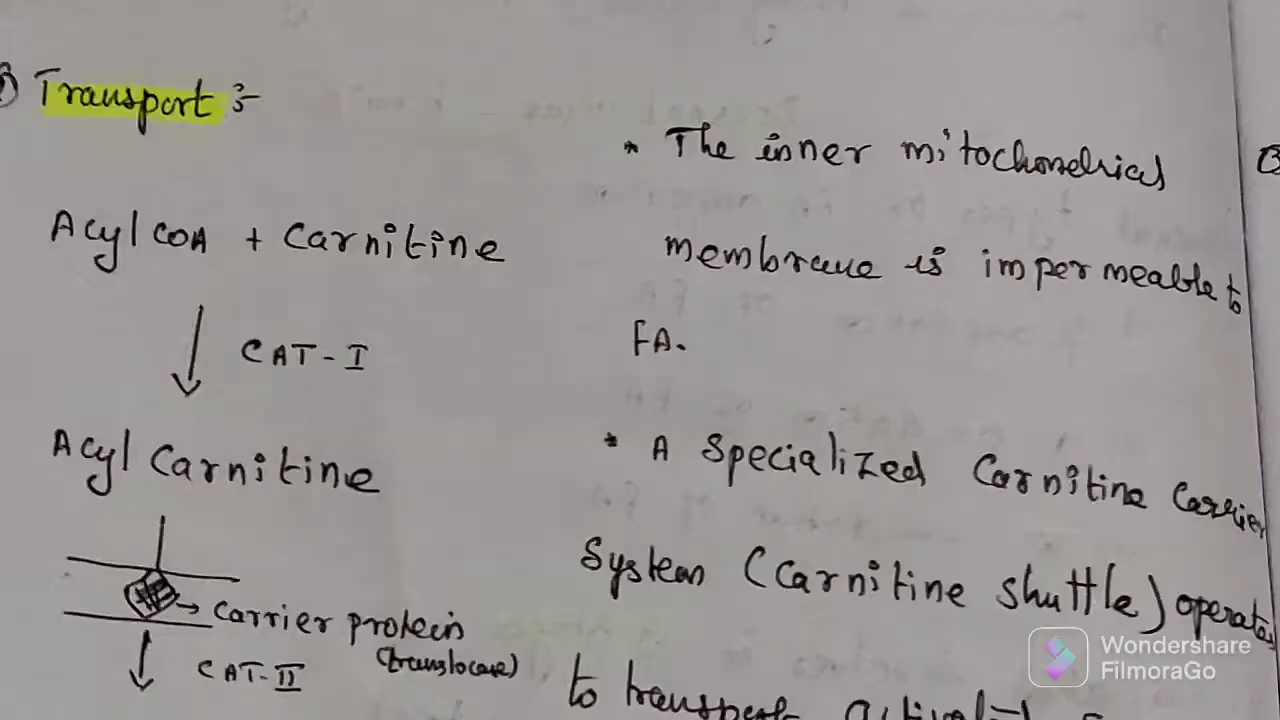 Transport :-
Acyl CoA + Carnitine
CAT-I
Acyl Carnitine
Carrier protein
(translocase)
CAT-II
* The inner mitochondrial
membrane is impermeable to
FA.
* A Specialized Carnitine Carrier
System (Carnitine shuttle) operates
to transport
Wondershare
FilmoraGo